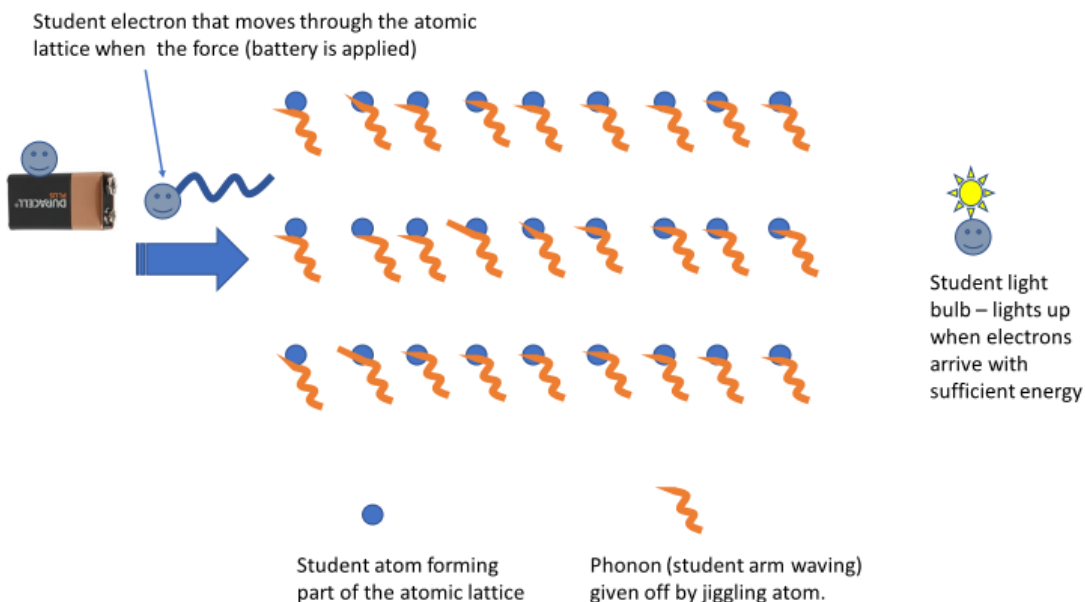 Student electron that moves through the atomic
lattice when the force (battery is applied)
DURACELL®
PLUS
Student light
bulb – lights up
when electrons
arrive with
sufficient energy
Student atom forming
part of the atomic lattice
Phonon (student arm waving)
given off by jiggling atom.